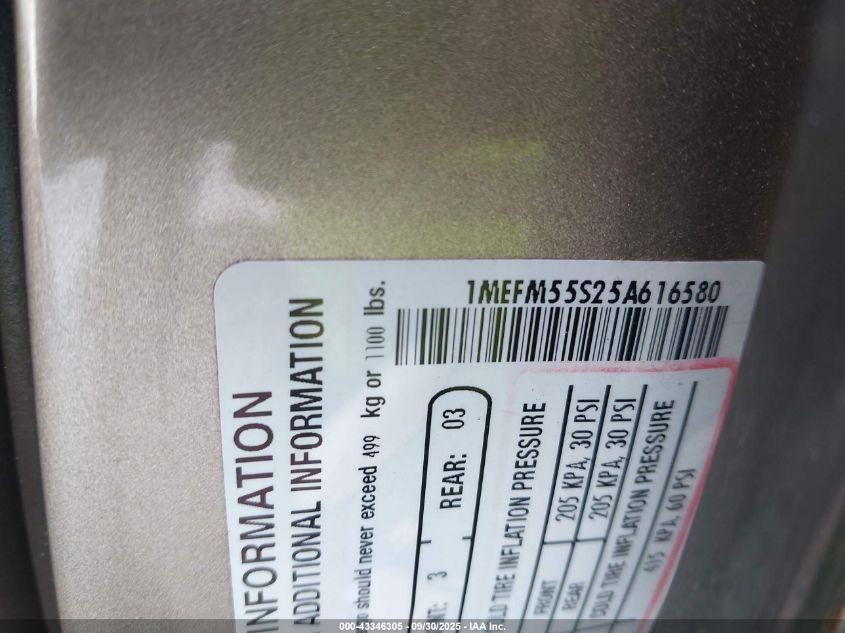 1MEFM55S25A616580
INFORMATION
ADDITIONAL INFORMATION
should never exceed 499 kg or 1100 lbs.
3 REAR: 03
TIRE INFLATION PRESSURE
FRONT 205 KPA, 30 PSI
REAR 205 KPA, 30 PSI
COLD TIRE INFLATION PRESSURE
415 KPA, 60 PSI
000-43346305 - 09/30/2025 - IAA Inc.